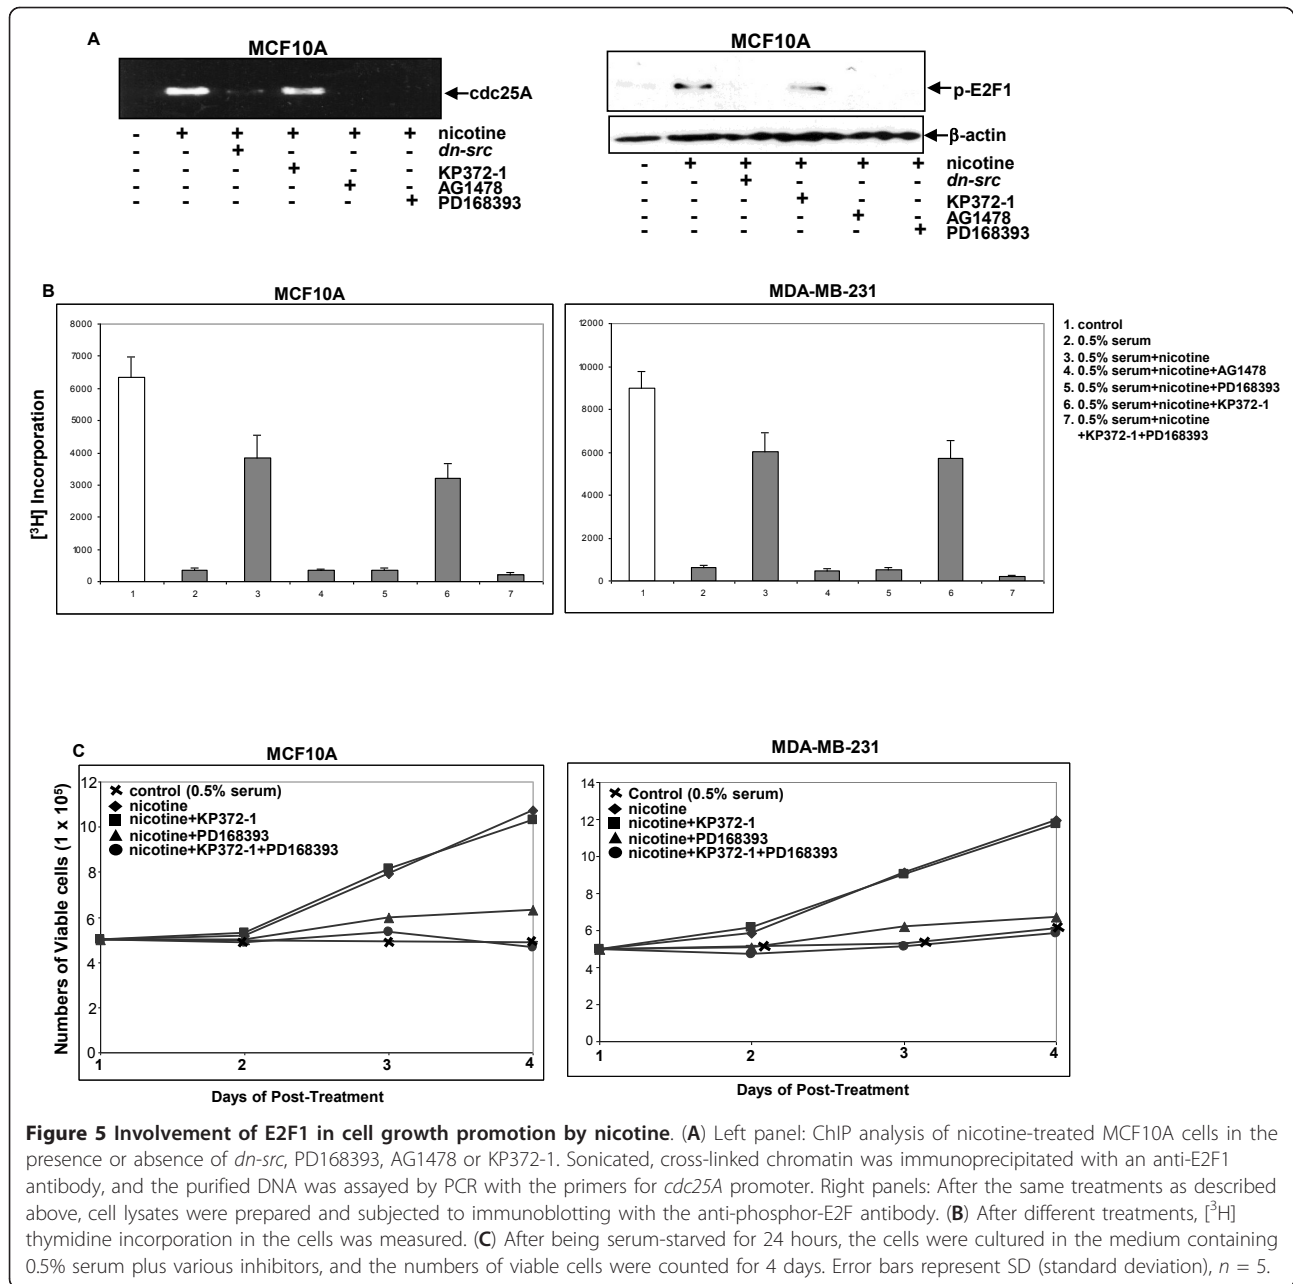 A
MCF10A
cdc25A
- + + + + + nicotine
- - + - - - dn-src
- - - + - - KP372-1
- - - - + - AG1478
- - - - - + PD168393
MCF10A
p-E2F1
β-actin
- + + + + + nicotine
- - + - - - dn-src
- - - + - - KP372-1
- - - - + - AG1478
- - - - - + PD168393
B
MCF10A
[³H] Incorporation
8000
7000
6000
5000
4000
3000
2000
1000
0
1 2 3 4 5 6 7
MDA-MB-231
12000
10000
8000
6000
4000
2000
0
1 2 3 4 5 6 7
1. control
2. 0.5% serum
3. 0.5% serum+nicotine
4. 0.5% serum+nicotine+AG1478
5. 0.5% serum+nicotine+PD168393
6. 0.5% serum+nicotine+KP372-1
7. 0.5% serum+nicotine
+KP372-1+PD168393
C
MCF10A
Numbers of Viable cells (1 x 10⁵)
12
10
8
6
4
2
0
control (0.5% serum)
nicotine
nicotine+KP372-1
nicotine+PD168393
nicotine+KP372-1+PD168393
1 2 3 4
Days of Post-Treatment
MDA-MB-231
14
12
10
8
6
4
2
0
Control (0.5% serum)
nicotine
nicotine+KP372-1
nicotine+PD168393
nicotine+KP372-1+PD168393
1 2 3 4
Days of Post-Treatment
Figure 5 Involvement of E2F1 in cell growth promotion by nicotine. (A) Left panel: ChIP analysis of nicotine-treated MCF10A cells in the
presence or absence of dn-src, PD168393, AG1478 or KP372-1. Sonicated, cross-linked chromatin was immunoprecipitated with an anti-E2F1
antibody, and the purified DNA was assayed by PCR with the primers for cdc25A promoter. Right panels: After the same treatments as described
above, cell lysates were prepared and subjected to immunoblotting with the anti-phosphor-E2F antibody. (B) After different treatments, [³H]
thymidine incorporation in the cells was measured. (C) After being serum-starved for 24 hours, the cells were cultured in the medium containing
0.5% serum plus various inhibitors, and the numbers of viable cells were counted for 4 days. Error bars represent SD (standard deviation), n = 5.